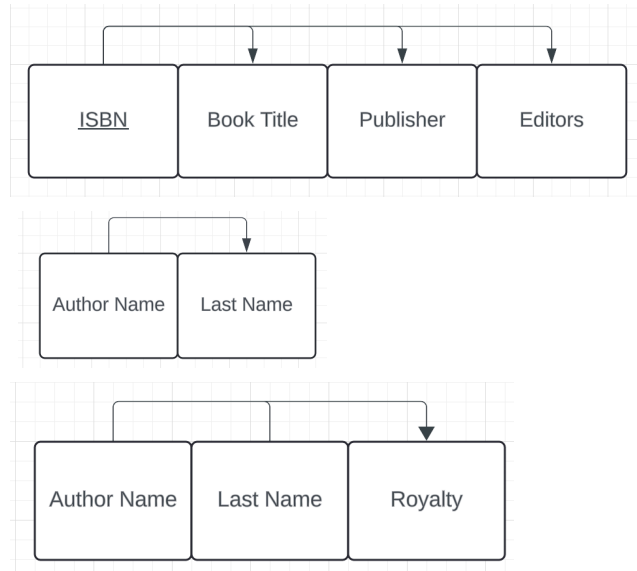 ISBN Book Title Publisher Editors
Author Name Last Name
Author Name Last Name Royalty